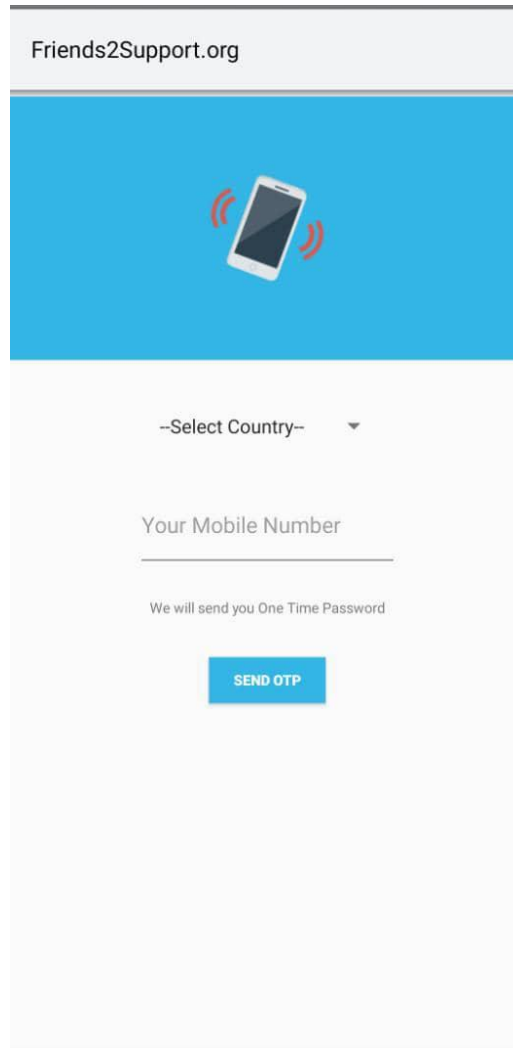 Friends2Support.org
--Select Country--
Your Mobile Number
We will send you One Time Password
SEND OTP